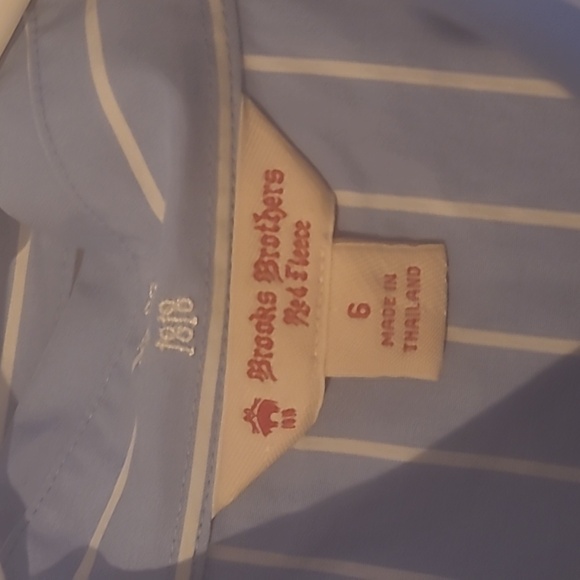 1818
Brooks Brothers
Red Fleece
6
MADE IN
THAILAND